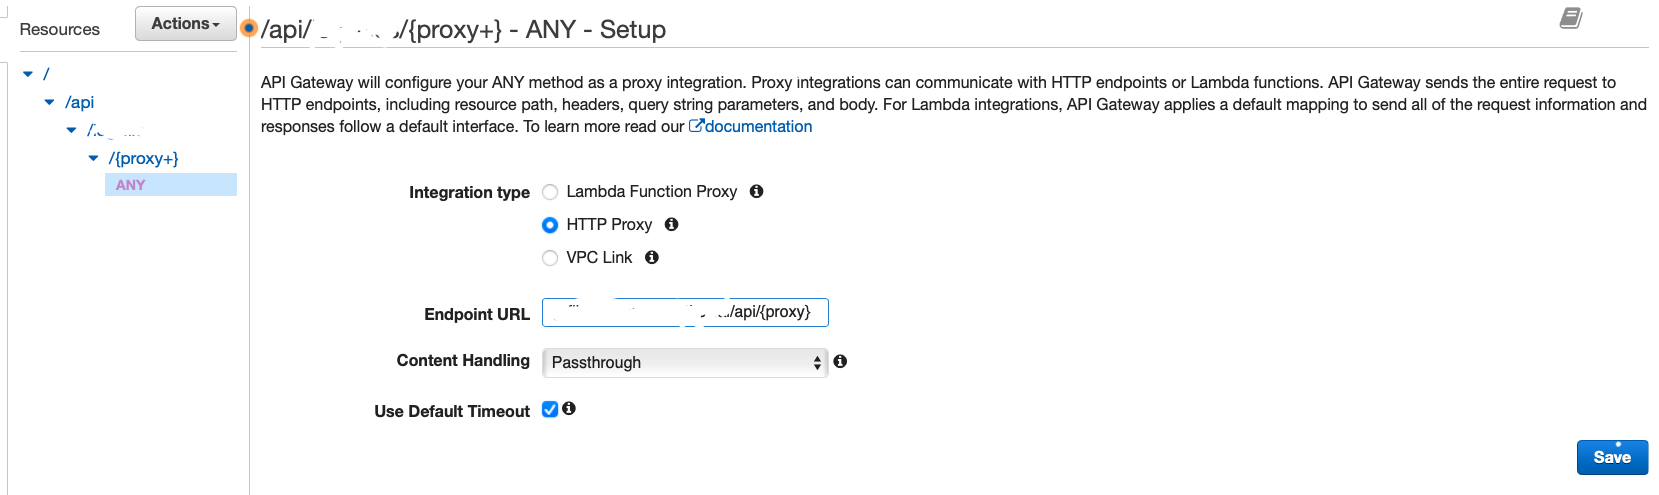 Resources
Actions
/api/ /{proxy+} - ANY - Setup
/
/api
/{proxy+}
ANY
API Gateway will configure your ANY method as a proxy integration. Proxy integrations can communicate with HTTP endpoints or Lambda functions. API Gateway sends the entire request to
HTTP endpoints, including resource path, headers, query string parameters, and body. For Lambda integrations, API Gateway applies a default mapping to send all of the request information and
responses follow a default interface. To learn more read our documentation
Integration type
Lambda Function Proxy
HTTP Proxy
VPC Link
Endpoint URL
/api/{proxy}
Content Handling
Passthrough
Use Default Timeout
Save